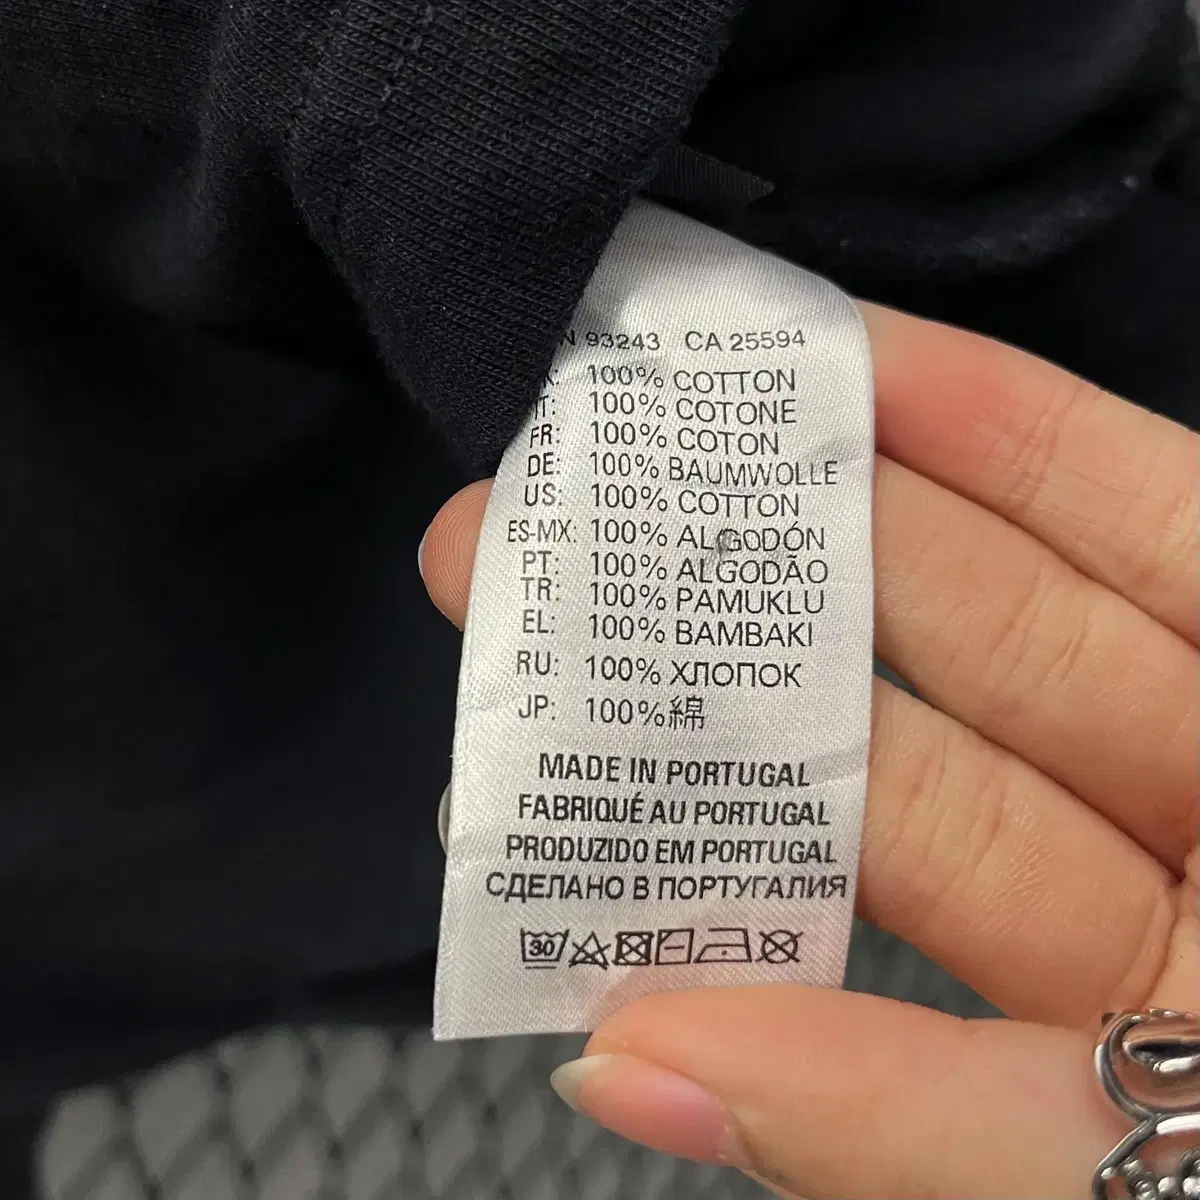 93243 CA 25594
100% COTTON
IT: 100% COTONE
FR: 100% COTON
DE: 100% BAUMWOLLE
US: 100% COTTON
ES-MX: 100% ALGODÓN
PT: 100% ALGODÃO
TR: 100% PAMUKLU
EL: 100% BAMBAKI
RU: 100% ХЛОПОК
JP: 100%綿
MADE IN PORTUGAL
FABRIQUÉ AU PORTUGAL
PRODUZIDO EM PORTUGAL
СДЕЛАНО В ПОРТУГАЛИЯ
30